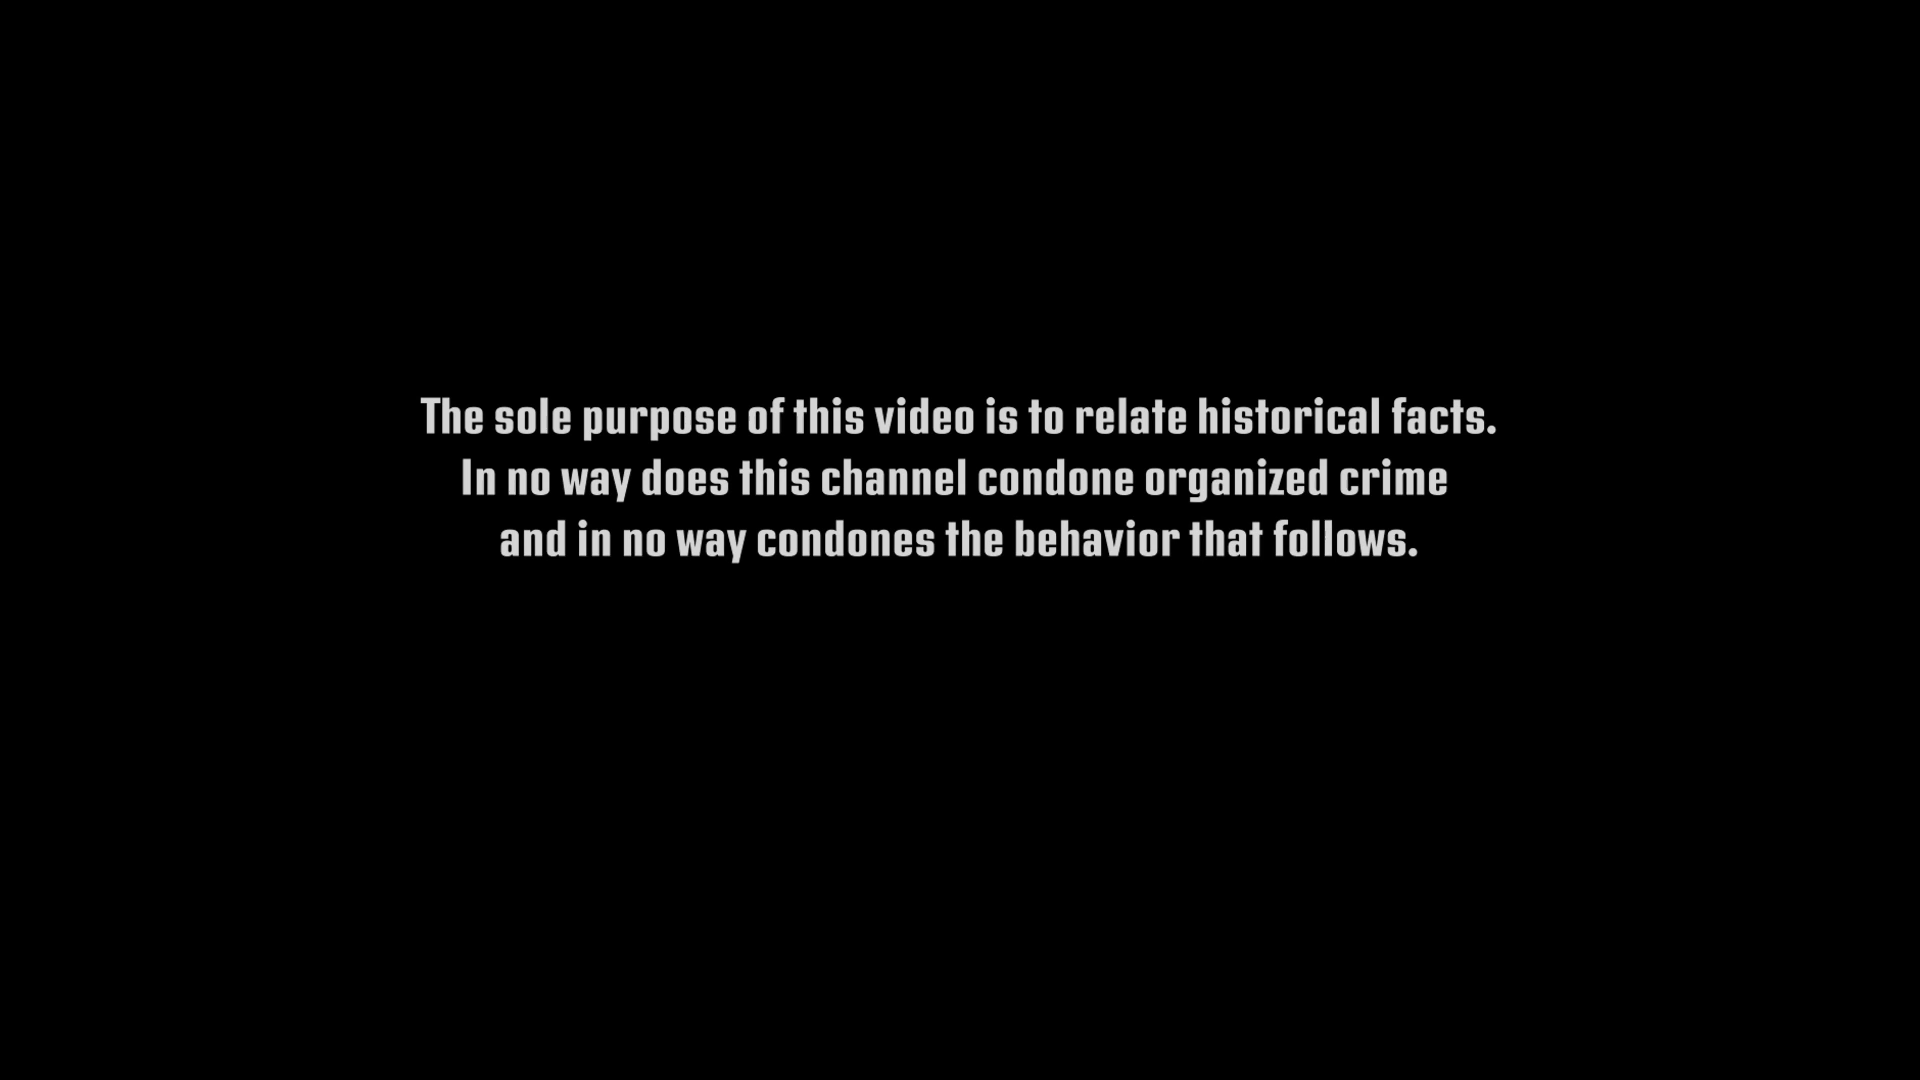 The sole purpose of this video is to relate historical facts.
In no way does this channel condone organized crime
and in no way condones the behavior that follows.